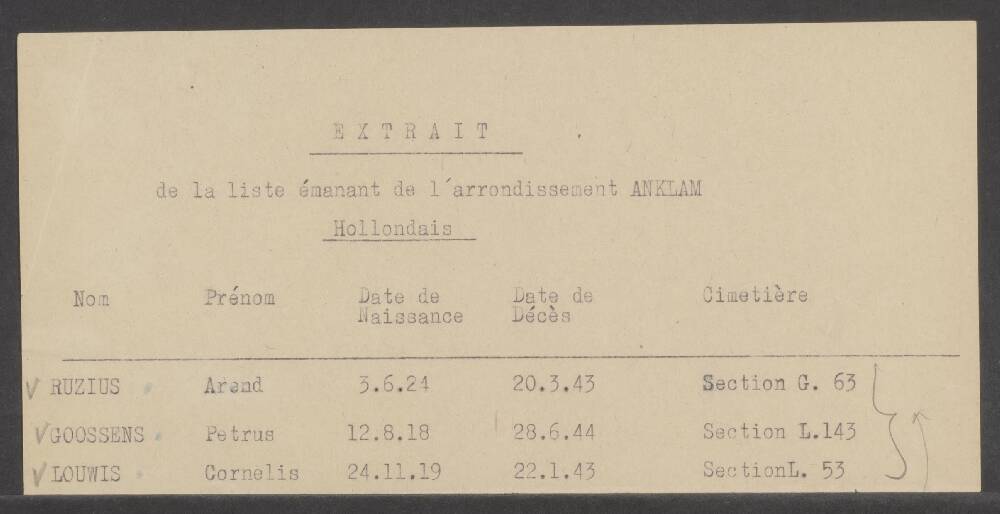 EXTRAIT
de la liste émanant de l'arrondissement ANKLAM
Hollondais
Nom Prénom Date de Naissance Date de Décès Cimetière
RUZIUS Arend 3.6.24 20.3.43 Section G. 63
GOOSSENS Petrus 12.8.18 28.6.44 Section L.143
LOUWIS Cornelis 24.11.19 22.1.43 SectionL. 53